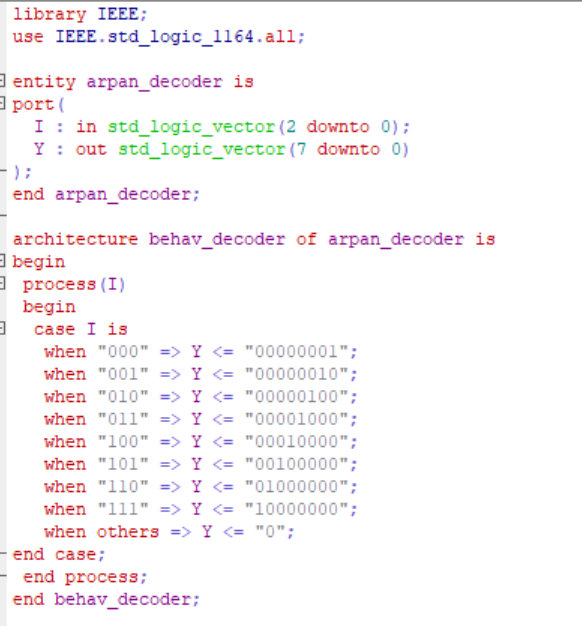 library IEEE;
use IEEE.std_logic_1164.all;
entity arpan_decoder is
port(
I : in std_logic_vector(2 downto 0);
Y : out std_logic_vector(7 downto 0)
);
end arpan_decoder;
architecture behav_decoder of arpan_decoder is
begin
process(I)
begin
case I is
when "000" => Y <= "00000001";
when "001" => Y <= "00000010";
when "010" => Y <= "00000100";
when "011" => Y <= "00001000";
when "100" => Y <= "00010000";
when "101" => Y <= "00100000";
when "110" => Y <= "01000000";
when "111" => Y <= "10000000";
when others => Y <= "0";
end case;
end process;
end behav_decoder;